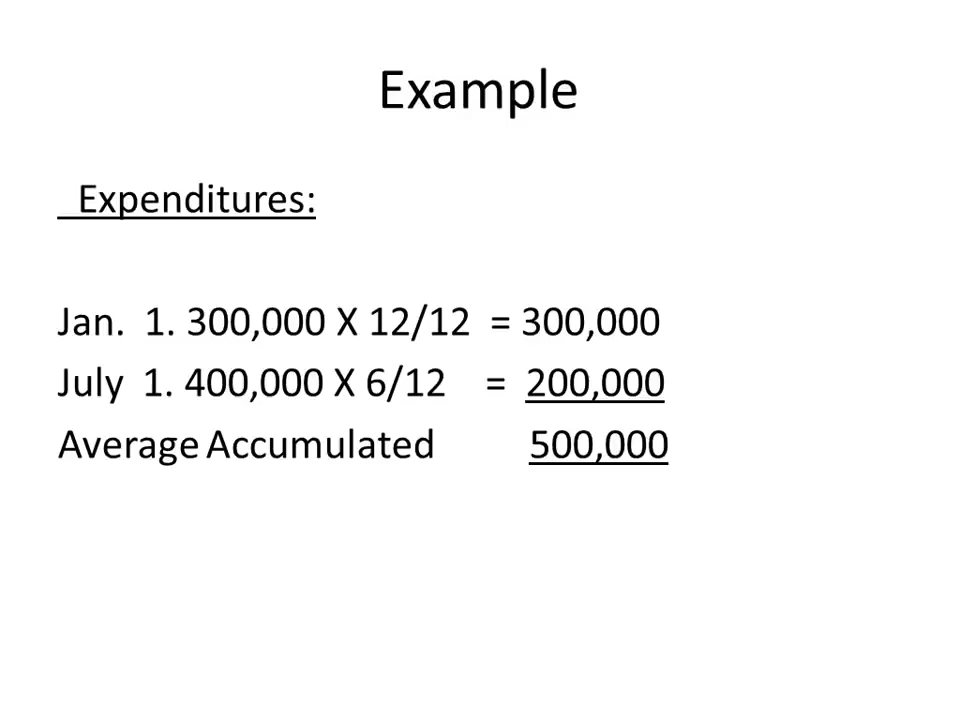 Example
Expenditures:
Jan. 1. 300,000 X 12/12 = 300,000
July 1. 400,000 X 6/12 = 200,000
Average Accumulated 500,000